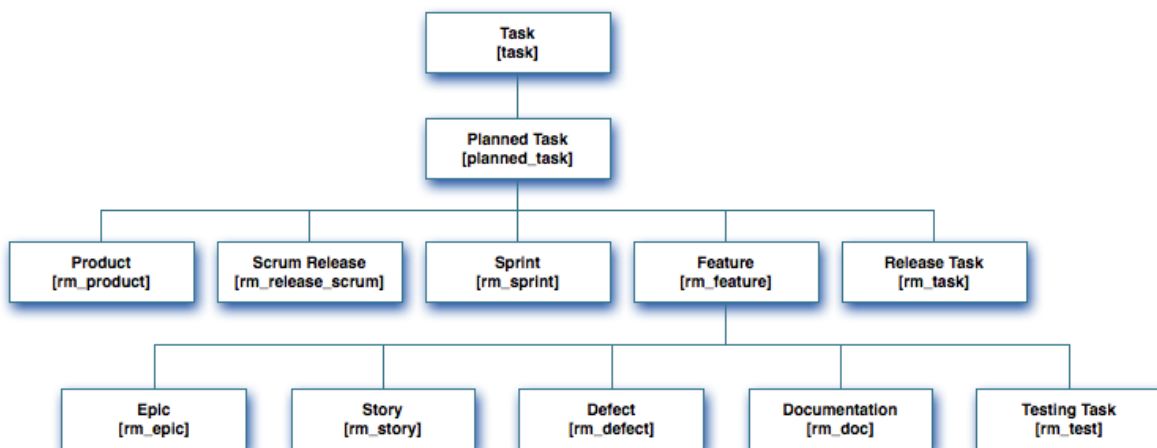 Task
[task]
Planned Task
[planned_task]
Product
[rm_product]
Scrum Release
[rm_release_scrum]
Sprint
[rm_sprint]
Feature
[rm_feature]
Release Task
[rm_task]
Epic
[rm_epic]
Story
[rm_story]
Defect
[rm_defect]
Documentation
[rm_doc]
Testing Task
[rm_test]